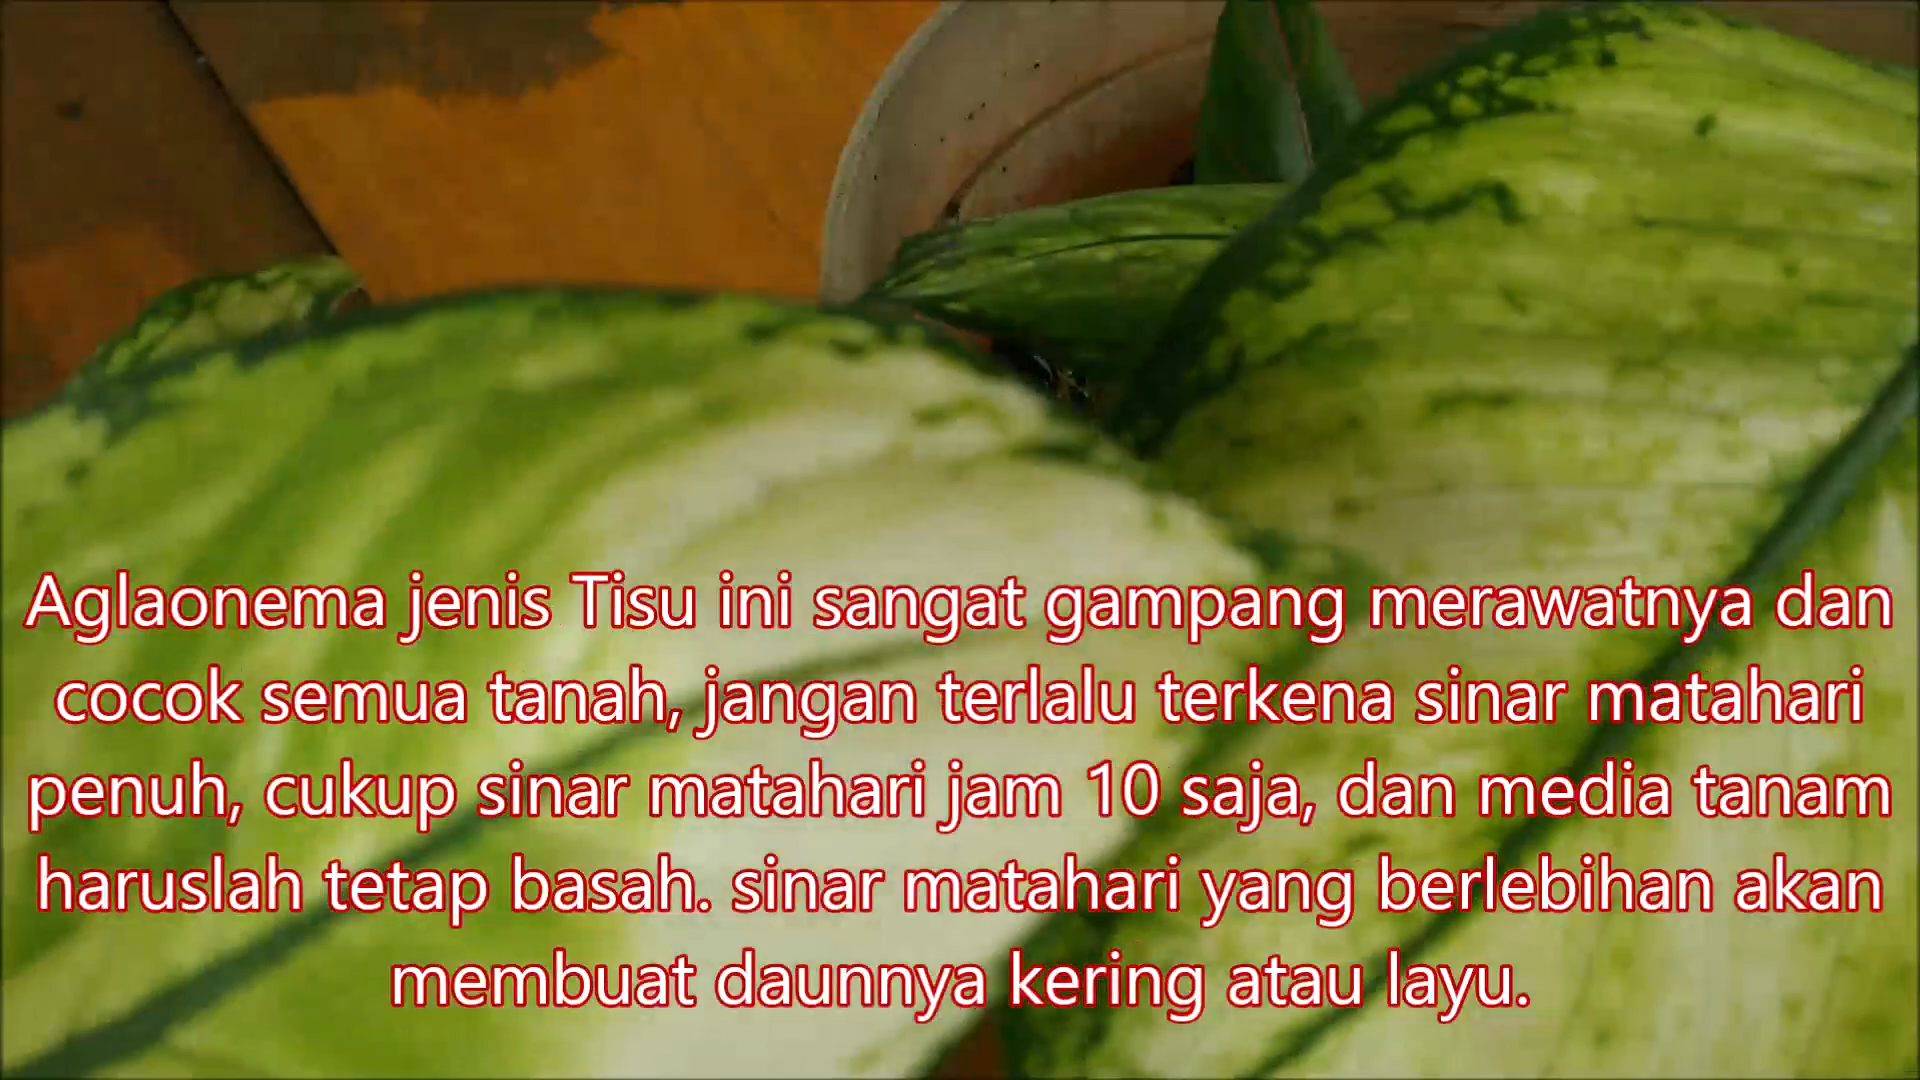 Aglaonema jenis Tisu ini sangat gampang merawatnya dan
cocok semua tanah, jangan terlalu terkena sinar matahari
penuh, cukup sinar matahari jam 10 saja, dan media tanam
haruslah tetap basah. sinar matahari yang berlebihan akan
membuat daunnya kering atau layu.